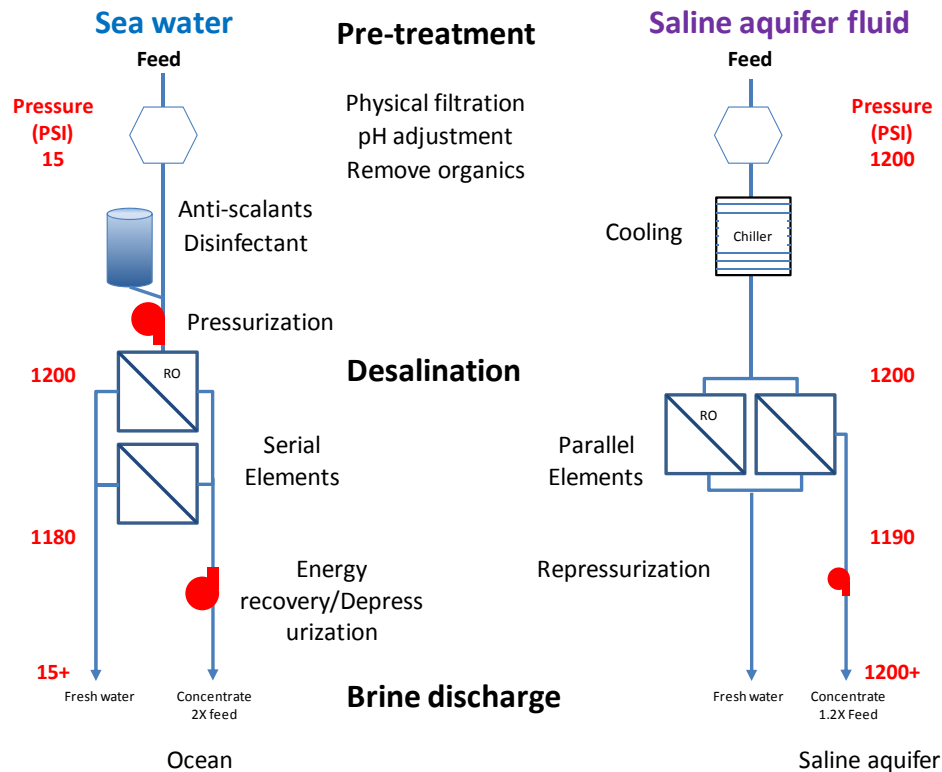 Sea water
Pre-treatment
Saline aquifer fluid
Feed
Feed
Pressure
(PSI)
15
Physical filtration
pH adjustment
Remove organics
Pressure
(PSI)
1200
Anti-scalants
Disinfectant
Cooling
Chiller
Pressurization
1200
RO
Desalination
1200
RO
Serial
Elements
Parallel
Elements
1180
1190
Energy
recovery/Depress
urization
Repressurization
15+
1200+
Fresh water
Concentrate
2X feed
Brine discharge
Fresh water
Concentrate
1.2X Feed
Ocean
Saline aquifer